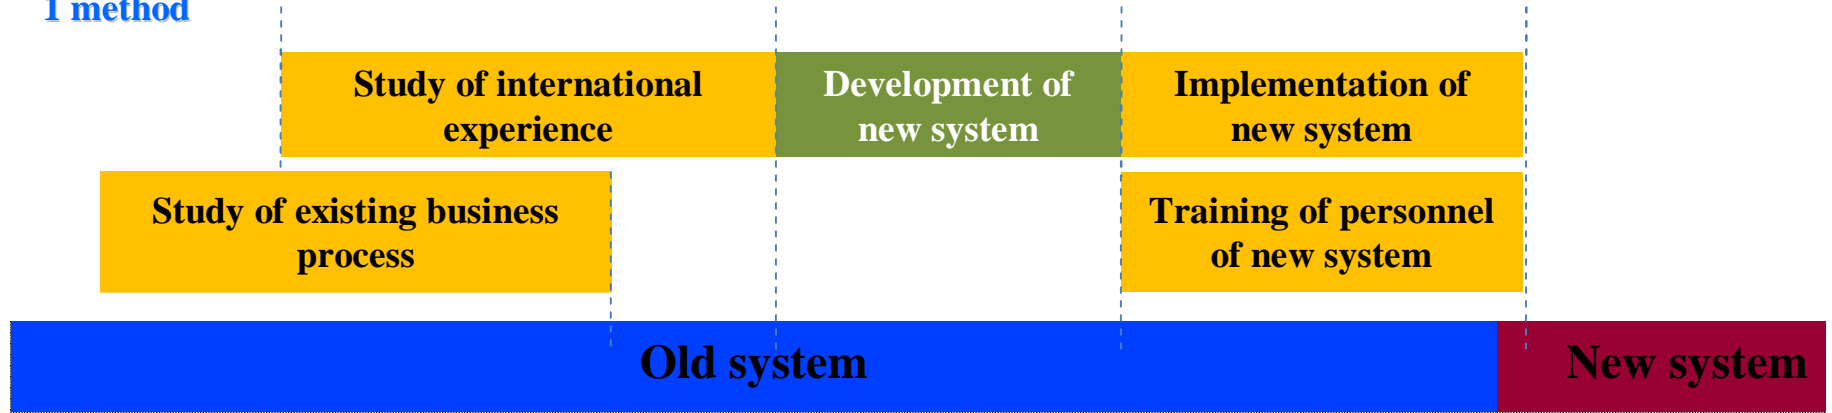 1 method
Study of international
experience
Development of
new system
Implementation of
new system
Study of existing business
process
Training of personnel
of new system
Old system
New system